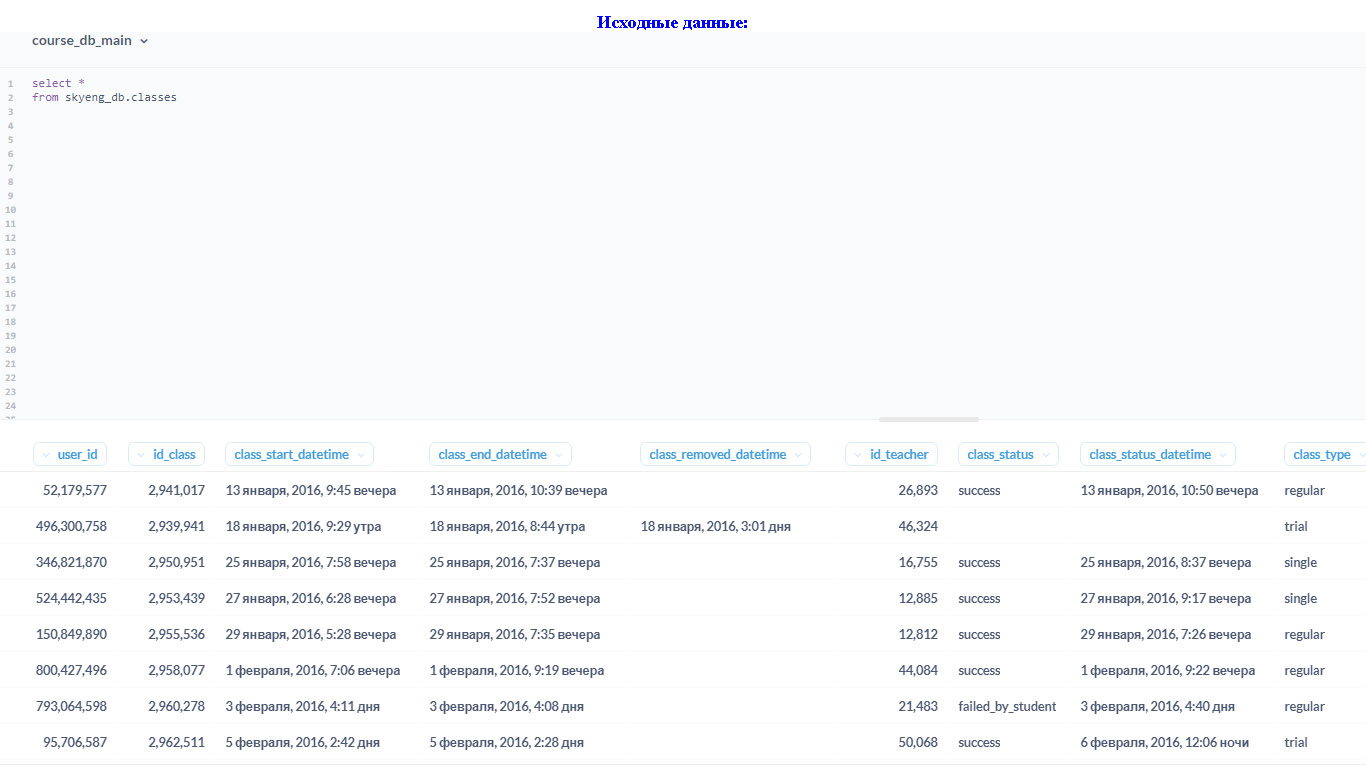 Исходные данные:
course_db_main
1 select *
2 from skyeng_db.classes
3
4
5
6
7
8
9
10
11
12
13
14
15
16
17
18
19
20
21
22
23
24
user_id id_class class_start_datetime class_end_datetime class_removed_datetime id_teacher class_status class_status_datetime class_type
52,179,577 2,941,017 13 января, 2016, 9:45 вечера 13 января, 2016, 10:39 вечера 26,893 success 13 января, 2016, 10:50 вечера regular
496,300,758 2,939,941 18 января, 2016, 9:29 утра 18 января, 2016, 8:44 утра 18 января, 2016, 3:01 дня 46,324 trial
346,821,870 2,950,951 25 января, 2016, 7:58 вечера 25 января, 2016, 7:37 вечера 16,755 success 25 января, 2016, 8:37 вечера single
524,442,435 2,953,439 27 января, 2016, 6:28 вечера 27 января, 2016, 7:52 вечера 12,885 success 27 января, 2016, 9:17 вечера single
150,849,890 2,955,536 29 января, 2016, 5:28 вечера 29 января, 2016, 7:35 вечера 12,812 success 29 января, 2016, 7:26 вечера regular
800,427,496 2,958,077 1 февраля, 2016, 7:06 вечера 1 февраля, 2016, 9:19 вечера 44,084 success 1 февраля, 2016, 9:22 вечера regular
793,064,598 2,960,278 3 февраля, 2016, 4:11 дня 3 февраля, 2016, 4:08 дня 21,483 failed_by_student 3 февраля, 2016, 4:40 дня regular
95,706,587 2,962,511 5 февраля, 2016, 2:42 дня 5 февраля, 2016, 2:28 дня 50,068 success 6 февраля, 2016, 12:06 ночи trial